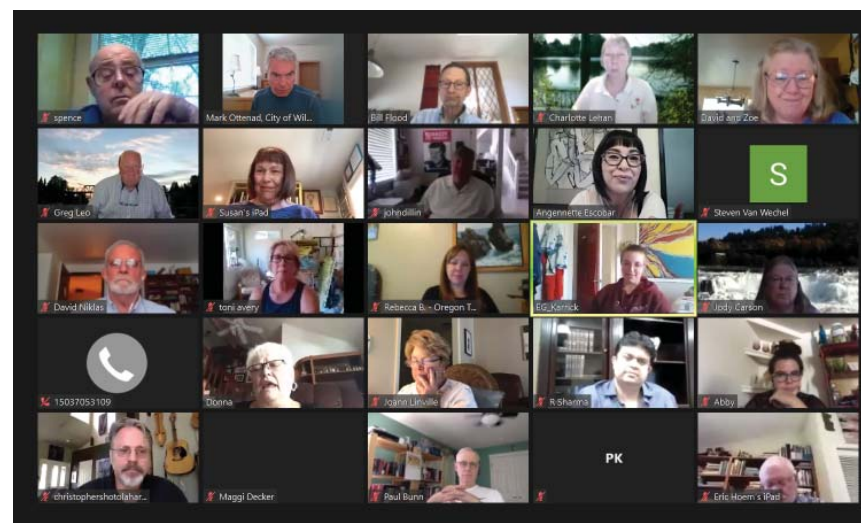 spence
Mark Ottenad, City of Wil...
Bill Flood
Charlotte Lehan
David and Zoe
Greg Leo
Susan's iPad
johndillin
Angennette Escobar
S
Steven Van Wechel
David Niklas
toni avery
Rebecca B. - Oregon T...
EG_Karrick
Jody Carson
15037053109
Donna
Joann Linville
R Sharma
Abby
christophershotolahar...
Maggi Decker
Paul Bunn
PK
Eric Hoem's iPad